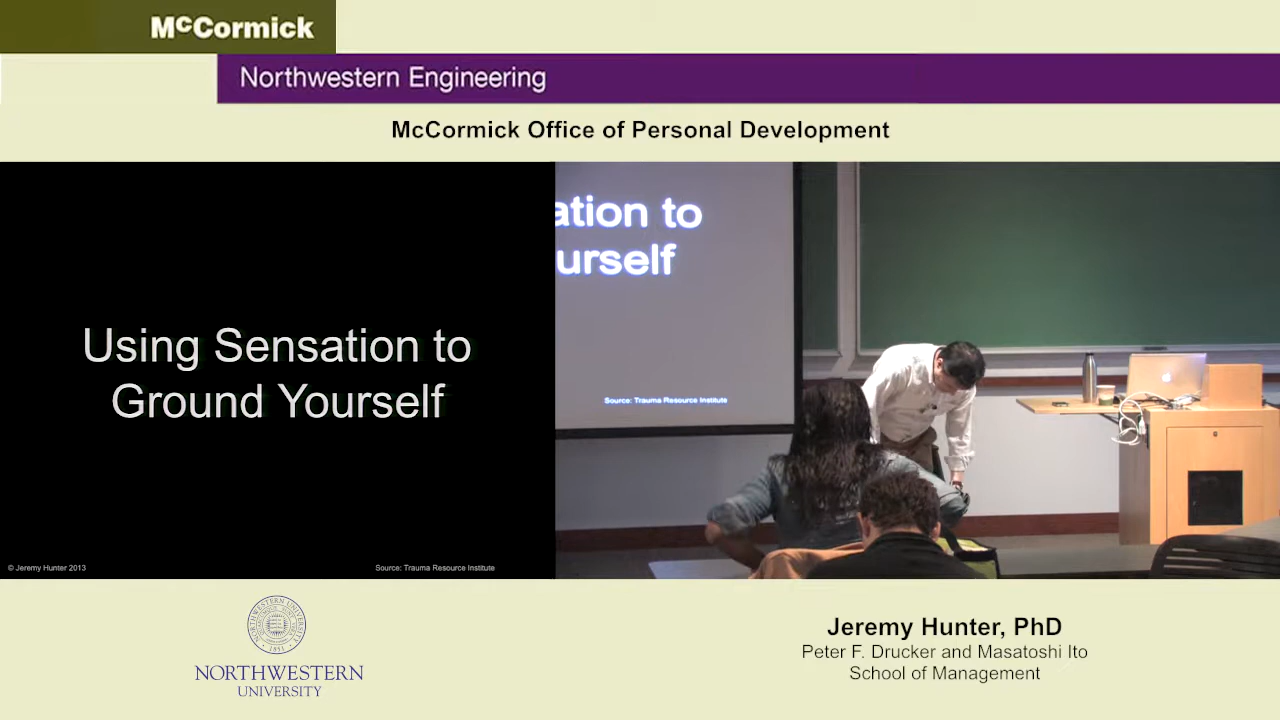 McCormick
Northwestern Engineering
McCormick Office of Personal Development
Using Sensation to
Ground Yourself
© Jeremy Hunter 2013
Source: Trauma Resource Institute
ation to
urself
Source: Trauma Resource Institute
1851
NORTHWESTERN
UNIVERSITY
Jeremy Hunter, PhD
Peter F. Drucker and Masatoshi Ito
School of Management